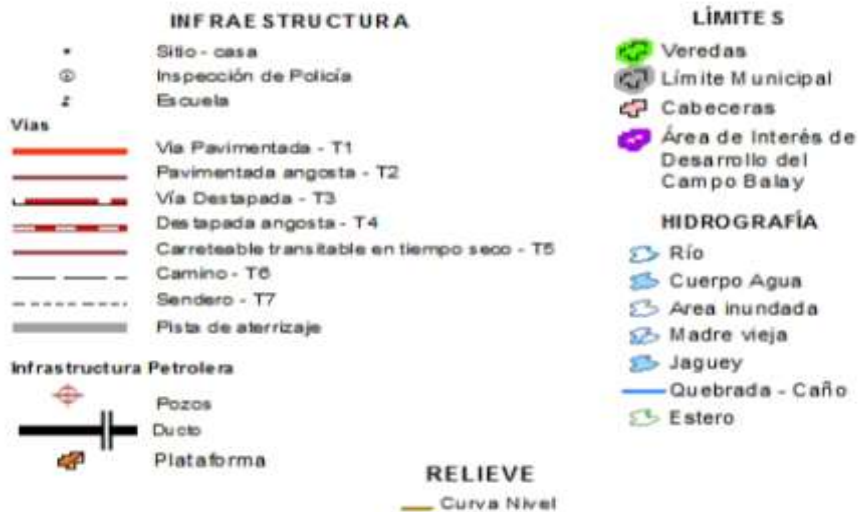 INFRAESTRUCTURA
Sitio - casa
Inspección de Policía
Escuela
Vías
Vía Pavimentada - T1
Pavimentada angosta - T2
Vía Destapada - T3
Destapada angosta - T4
Carreteable transitable en tiempo seco - T5
Camino - T6
Sendero - T7
Pista de aterrizaje
Infrastructura Petrolera
Pozos
Ducto
Plataforma
LÍMITES
Veredas
Límite Municipal
Cabeceras
Área de Interés de
Desarrollo del
Campo Balay
HIDROGRAFÍA
Río
Cuerpo Agua
Area inundada
Madre vieja
Jaguey
Quebrada - Caño
Estero
RELIEVE
Curva Nivel